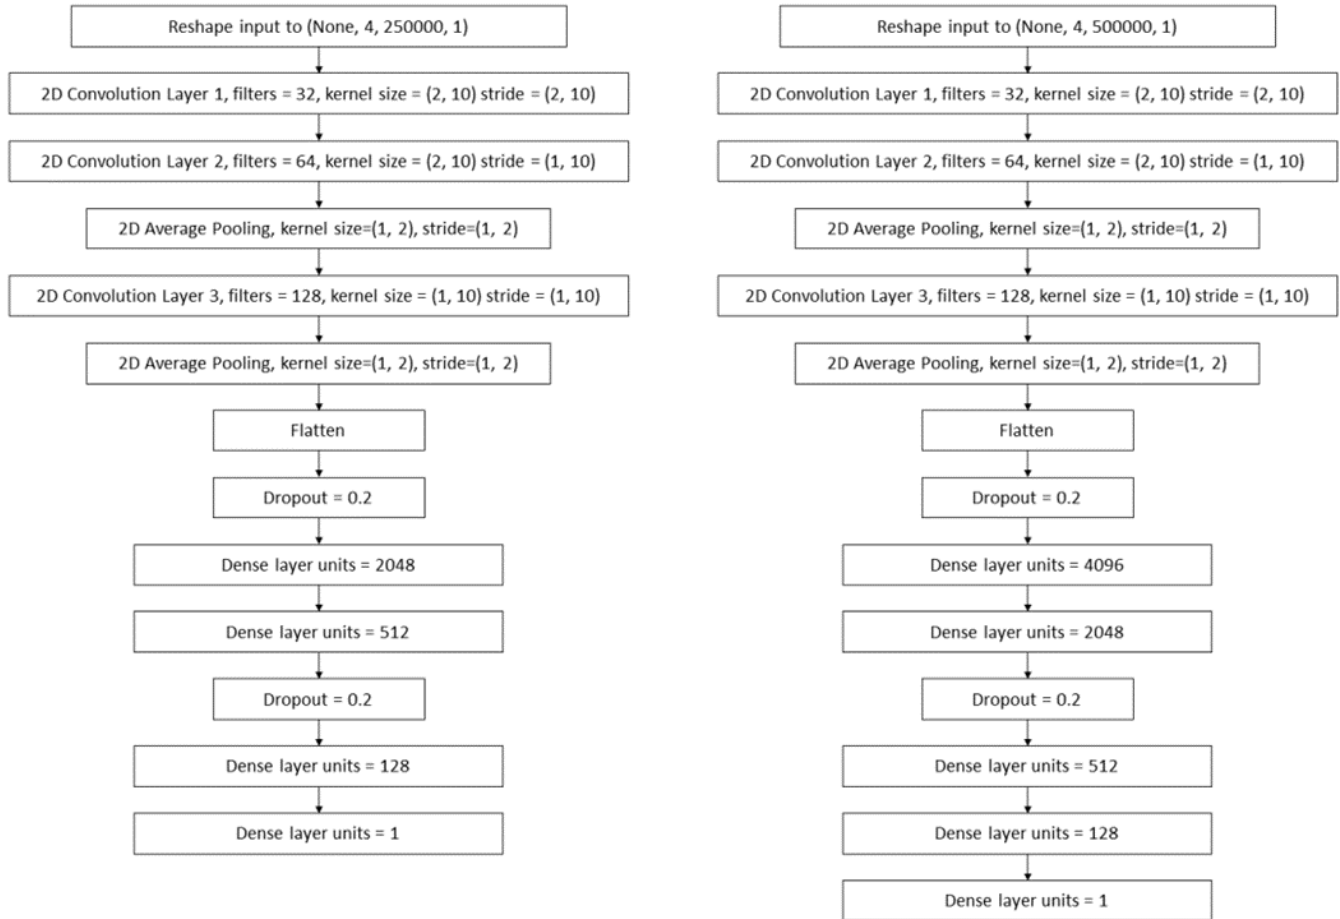 Reshape input to (None, 4, 250000, 1)
2D Convolution Layer 1, filters = 32, kernel size = (2, 10) stride = (2, 10)
2D Convolution Layer 2, filters = 64, kernel size = (2, 10) stride = (1, 10)
2D Average Pooling, kernel size=(1, 2), stride=(1, 2)
2D Convolution Layer 3, filters = 128, kernel size = (1, 10) stride = (1, 10)
2D Average Pooling, kernel size=(1, 2), stride=(1, 2)
Flatten
Dropout = 0.2
Dense layer units = 2048
Dense layer units = 512
Dropout = 0.2
Dense layer units = 128
Dense layer units = 1
Reshape input to (None, 4, 500000, 1)
2D Convolution Layer 1, filters = 32, kernel size = (2, 10) stride = (2, 10)
2D Convolution Layer 2, filters = 64, kernel size = (2, 10) stride = (1, 10)
2D Average Pooling, kernel size=(1, 2), stride=(1, 2)
2D Convolution Layer 3, filters = 128, kernel size = (1, 10) stride = (1, 10)
2D Average Pooling, kernel size=(1, 2), stride=(1, 2)
Flatten
Dropout = 0.2
Dense layer units = 4096
Dense layer units = 2048
Dropout = 0.2
Dense layer units = 512
Dense layer units = 128
Dense layer units = 1